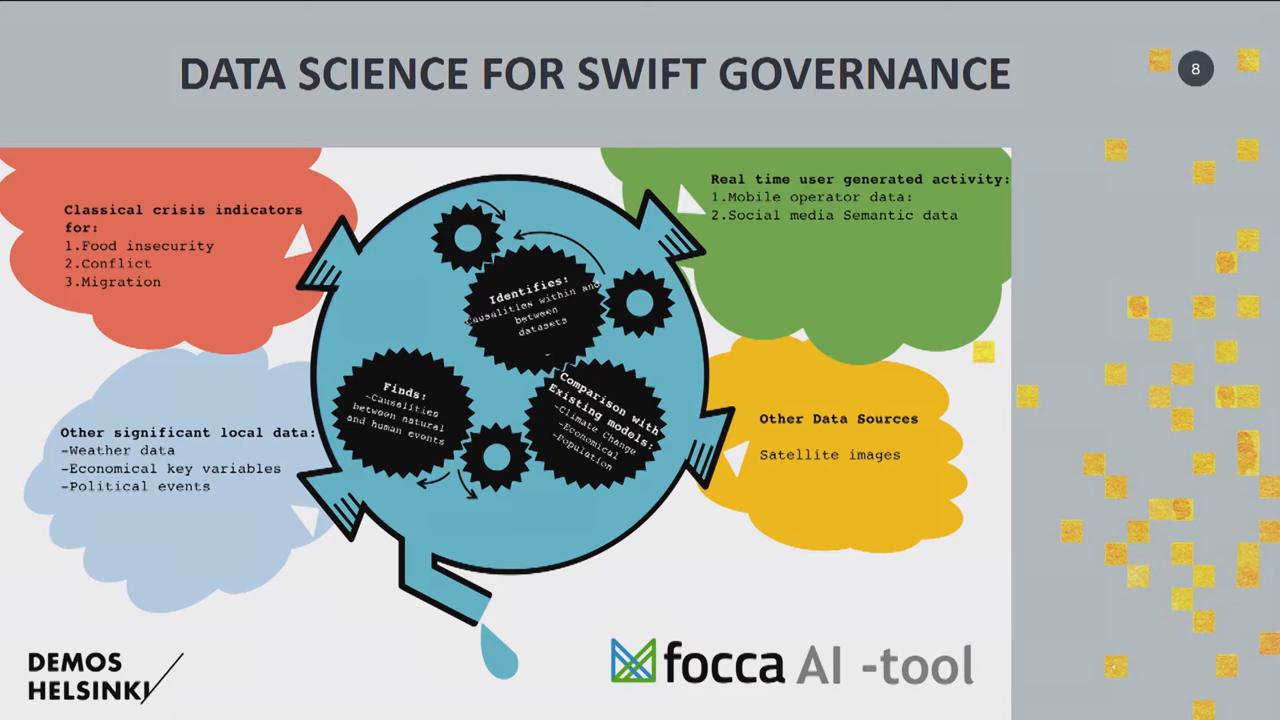 DATA SCIENCE FOR SWIFT GOVERNANCE
8
Classical crisis indicators
for:
1.Food insecurity
2.Conflict
3.Migration
Real time user generated activity:
1.Mobile operator data:
2.Social media Semantic data
Identifies:
Causalities within and
between
datasets
Finds:
-Causalities
between natural
and human events
Comparison with
Existing models:
-Climate Change
-Economical
-Population
Other significant local data:
-Weather data
-Economical key variables
-Political events
Other Data Sources
Satellite images
DEMOS
HELSINKI
focca AI -tool